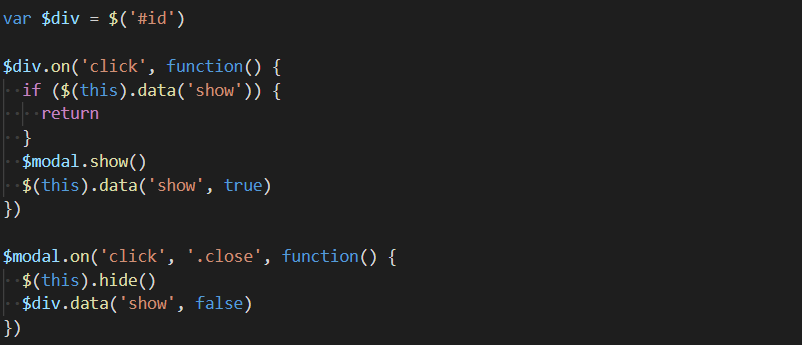 var $div = $('#id')
$div.on('click', function() {
  if ($(this).data('show')) {
    return
  }
  $modal.show()
  $(this).data('show', true)
})
$modal.on('click', '.close', function() {
  $(this).hide()
  $div.data('show', false)
})